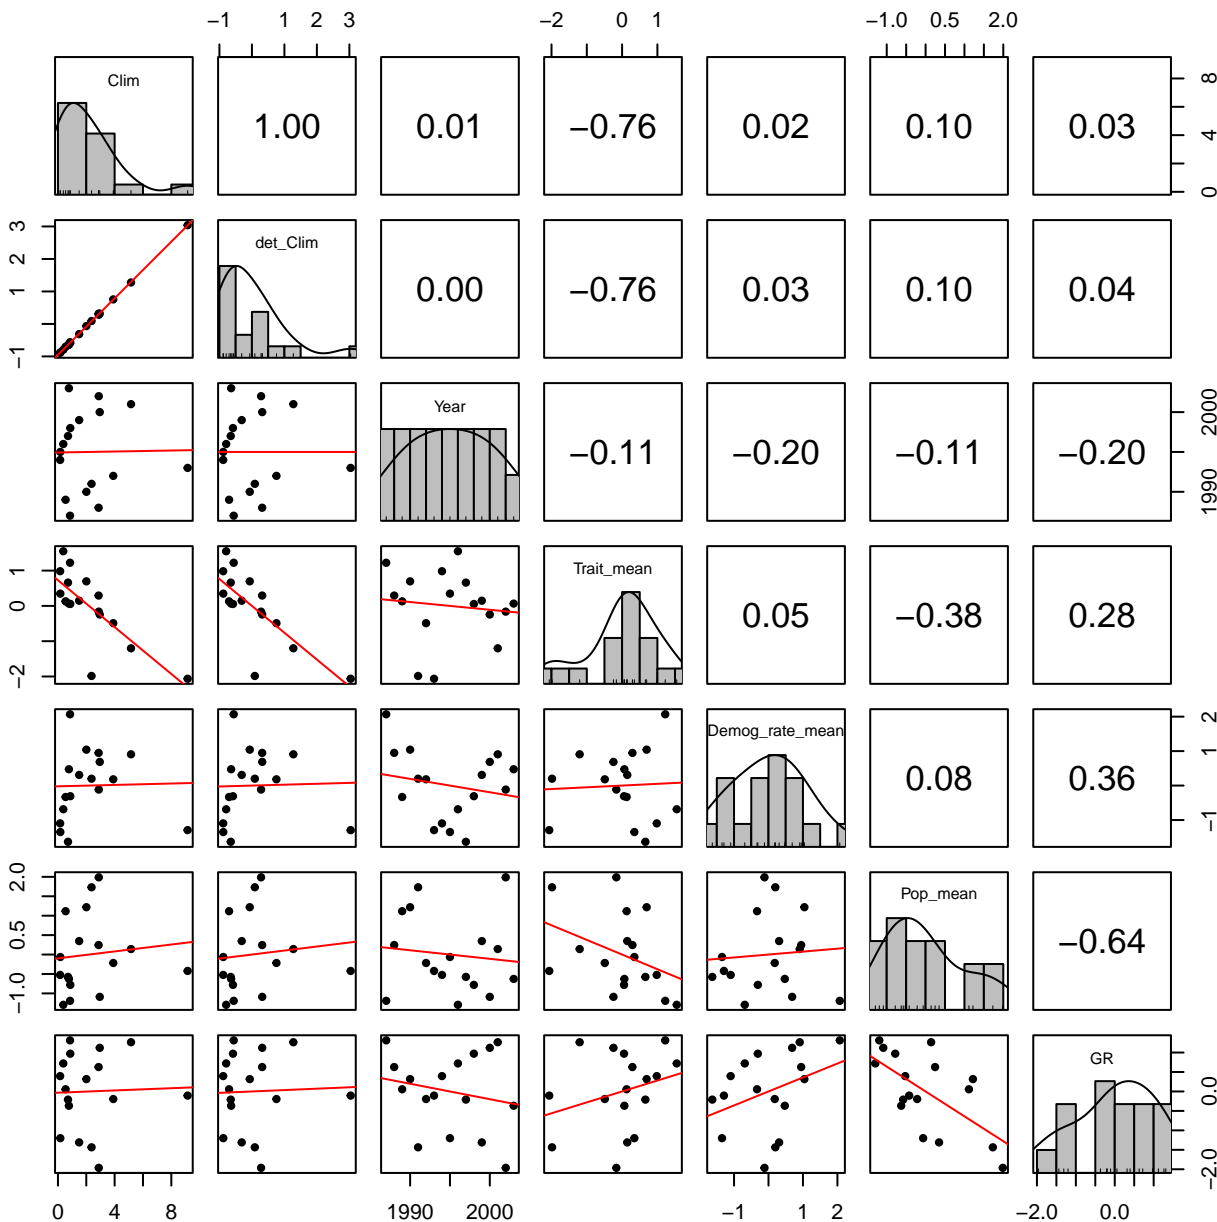 −1 1 2 3 −2 0 1 −1.0 0.5 2.0
Clim
1.00 0.01 −0.76 0.02 0.10 0.03
8
4
0
3
2
1
−1
det_Clim
0.00 −0.76 0.03 0.10 0.04
Year
−0.11 −0.20 −0.11 −0.20
2000
1990
1
0
−2
Trait_mean
0.05 −0.38 0.28
Demog_rate_mean
0.08 0.36
2
1
−1
2.0
0.5
−1.0
Pop_mean
−0.64
GR
0.0
−2.0
0 4 8 1990 2000 −1 1 2 −2.0 0.0